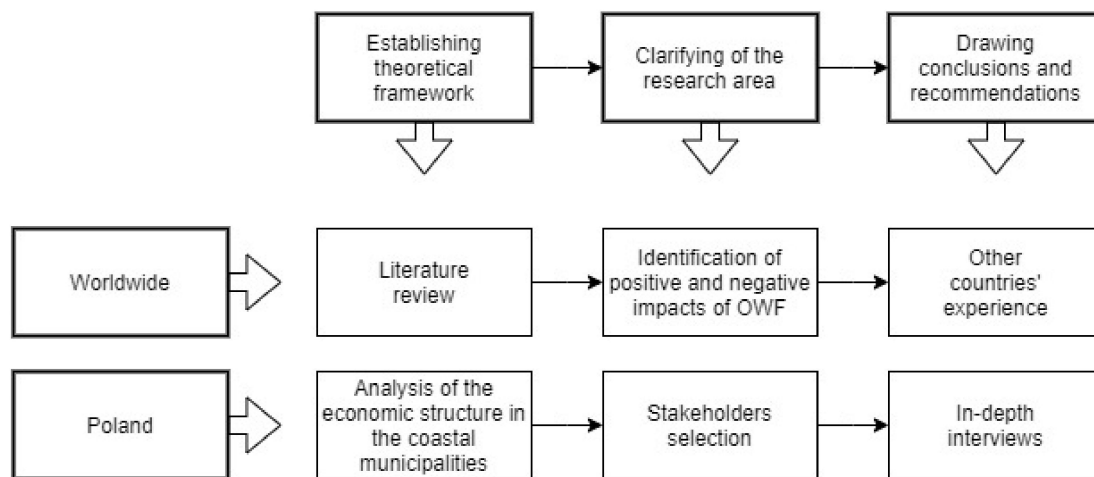 Establishing
theoretical
framework
Clarifying of the
research area
Drawing
conclusions and
recommendations
Worldwide
Literature
review
Identification of
positive and negative
impacts of OWF
Other
countries'
experience
Poland
Analysis of the
economic structure in
the coastal
municipalities
Stakeholders
selection
In-depth
interviews